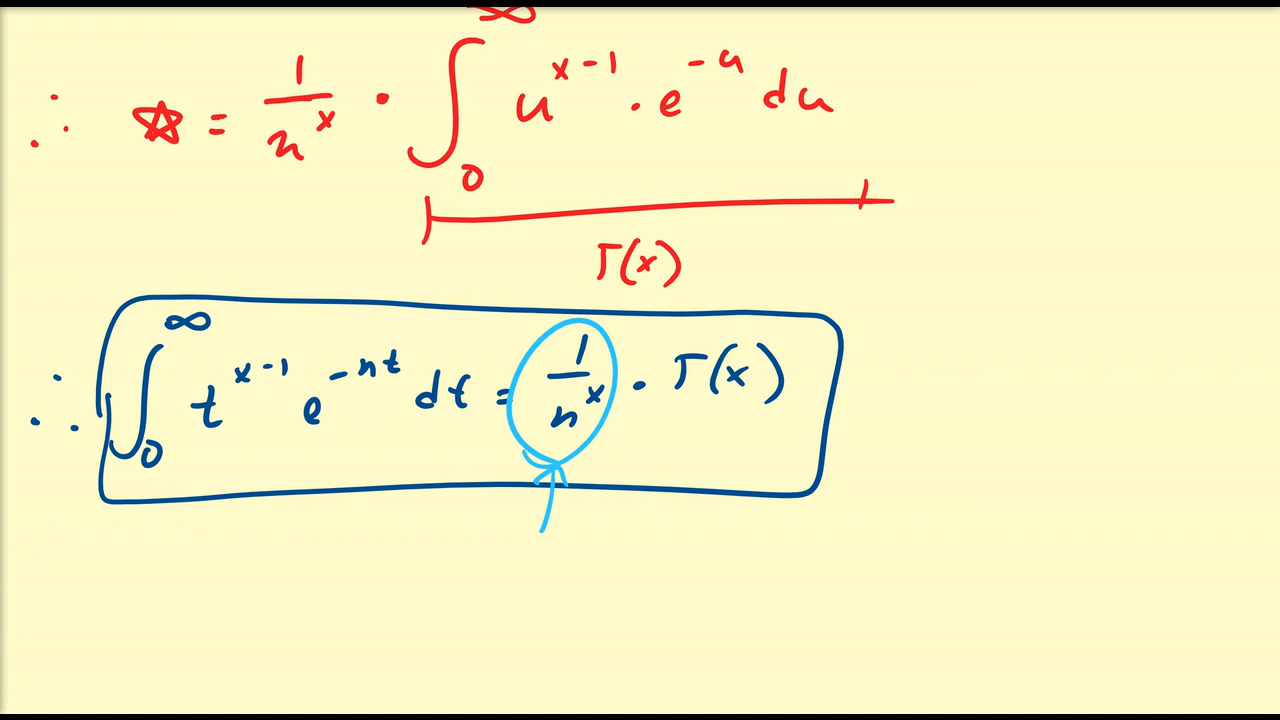 ∴ ☆ = 1/n^x · ∫_0^∞ u^(x-1) · e^(-u) du
Γ(x)
∴ ∫_0^∞ t^(x-1) e^(-nt) dt = 1/n^x · Γ(x)